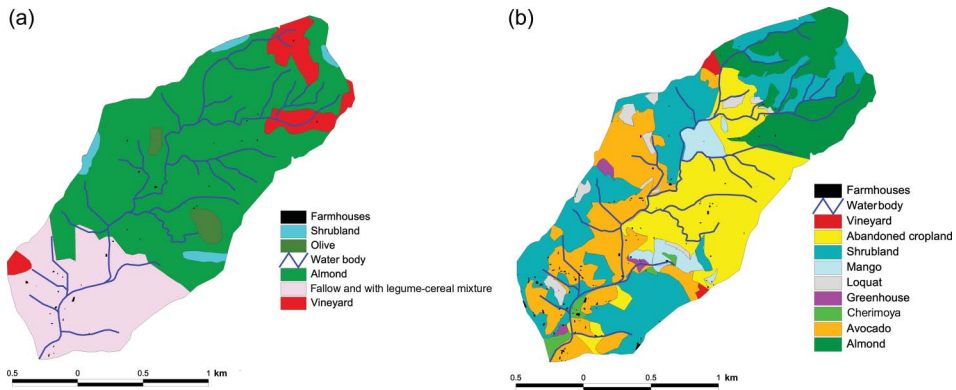 (a)
Farmhouses
Shrubland
Olive
Water body
Almond
Fallow and with legume-cereal mixture
Vineyard
0.5 0 0.5 1 km
(b)
Farmhouses
Waterbody
Vineyard
Abandoned cropland
Shrubland
Mango
Loquat
Greenhouse
Cherimoya
Avocado
Almond
0.5 0 0.5 1 km